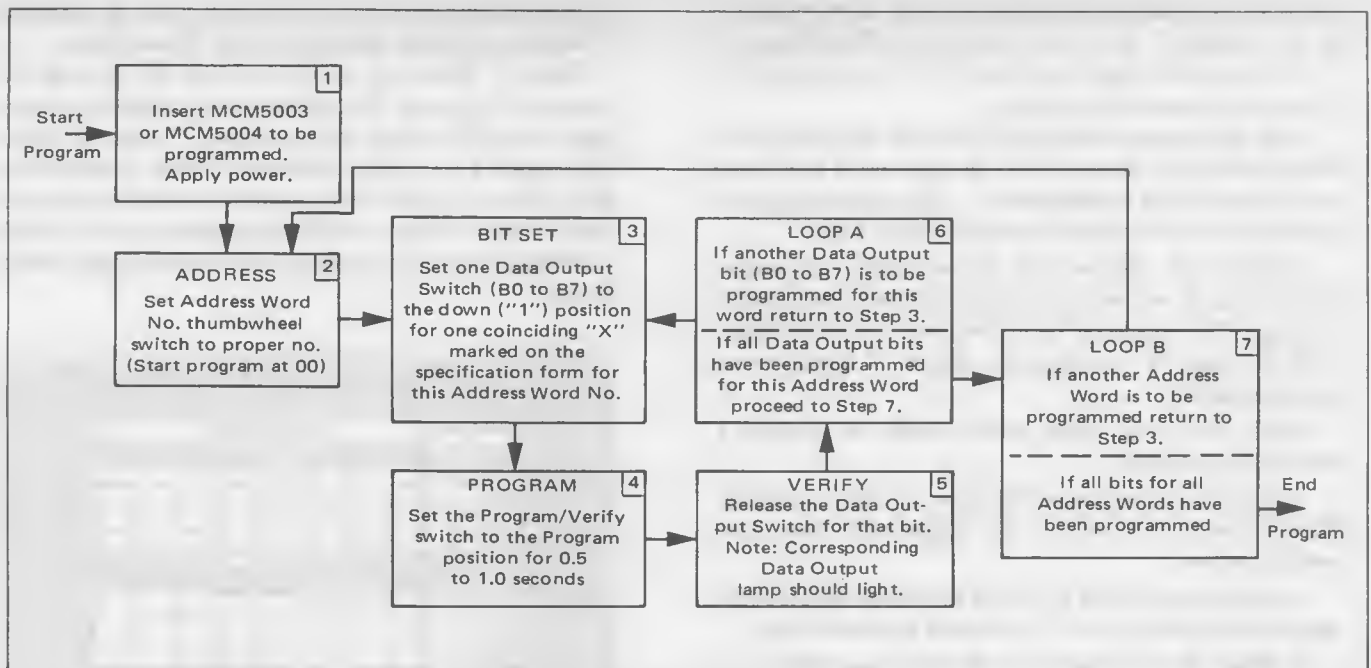 Start
Program
1
Insert MCM5003
or MCM5004 to be
programmed.
Apply power.
ADDRESS
2
Set Address Word
No. thumbwheel
switch to proper no.
(Start program at 00)
BIT SET
3
Set one Data Output
Switch (B0 to B7) to
the down ("1") position
for one coinciding "X"
marked on the
specification form for
this Address Word No.
PROGRAM
4
Set the Program/Verify
switch to the Program
position for 0.5
to 1.0 seconds
VERIFY
5
Release the Data Out-
put Switch for that bit.
Note: Corresponding
Data Output
lamp should light.
LOOP A
6
If another Data Output
bit (B0 to B7) is to be
programmed for this
word return to Step 3.
If all Data Output bits
have been programmed
for this Address Word
proceed to Step 7.
LOOP B
7
If another Address
Word is to be
programmed return to
Step 3.
If all bits for all
Address Words have
been programmed
End
Program